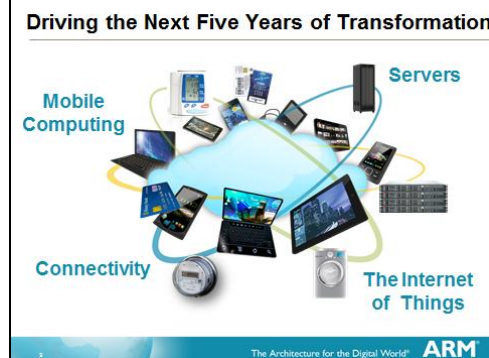 Driving the Next Five Years of Transformation
Servers
Mobile
Computing
Connectivity
The Internet
of Things
The Architecture for the Digital World®
ARM®